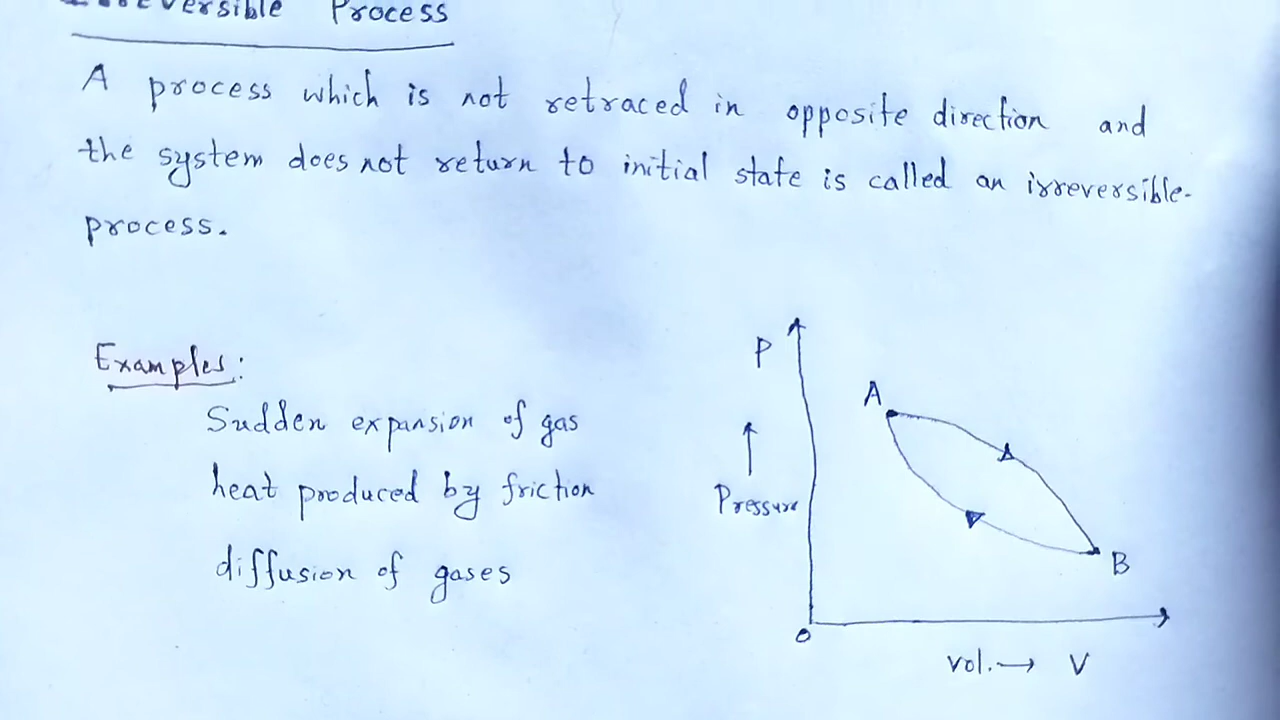 Irreversible Process
A process which is not retraced in opposite direction and
the system does not return to initial state is called an irreversible-
process.
Examples:
Sudden expansion of gas
heat produced by friction
diffusion of gases
P
A
Pressure
B
O
vol. → V